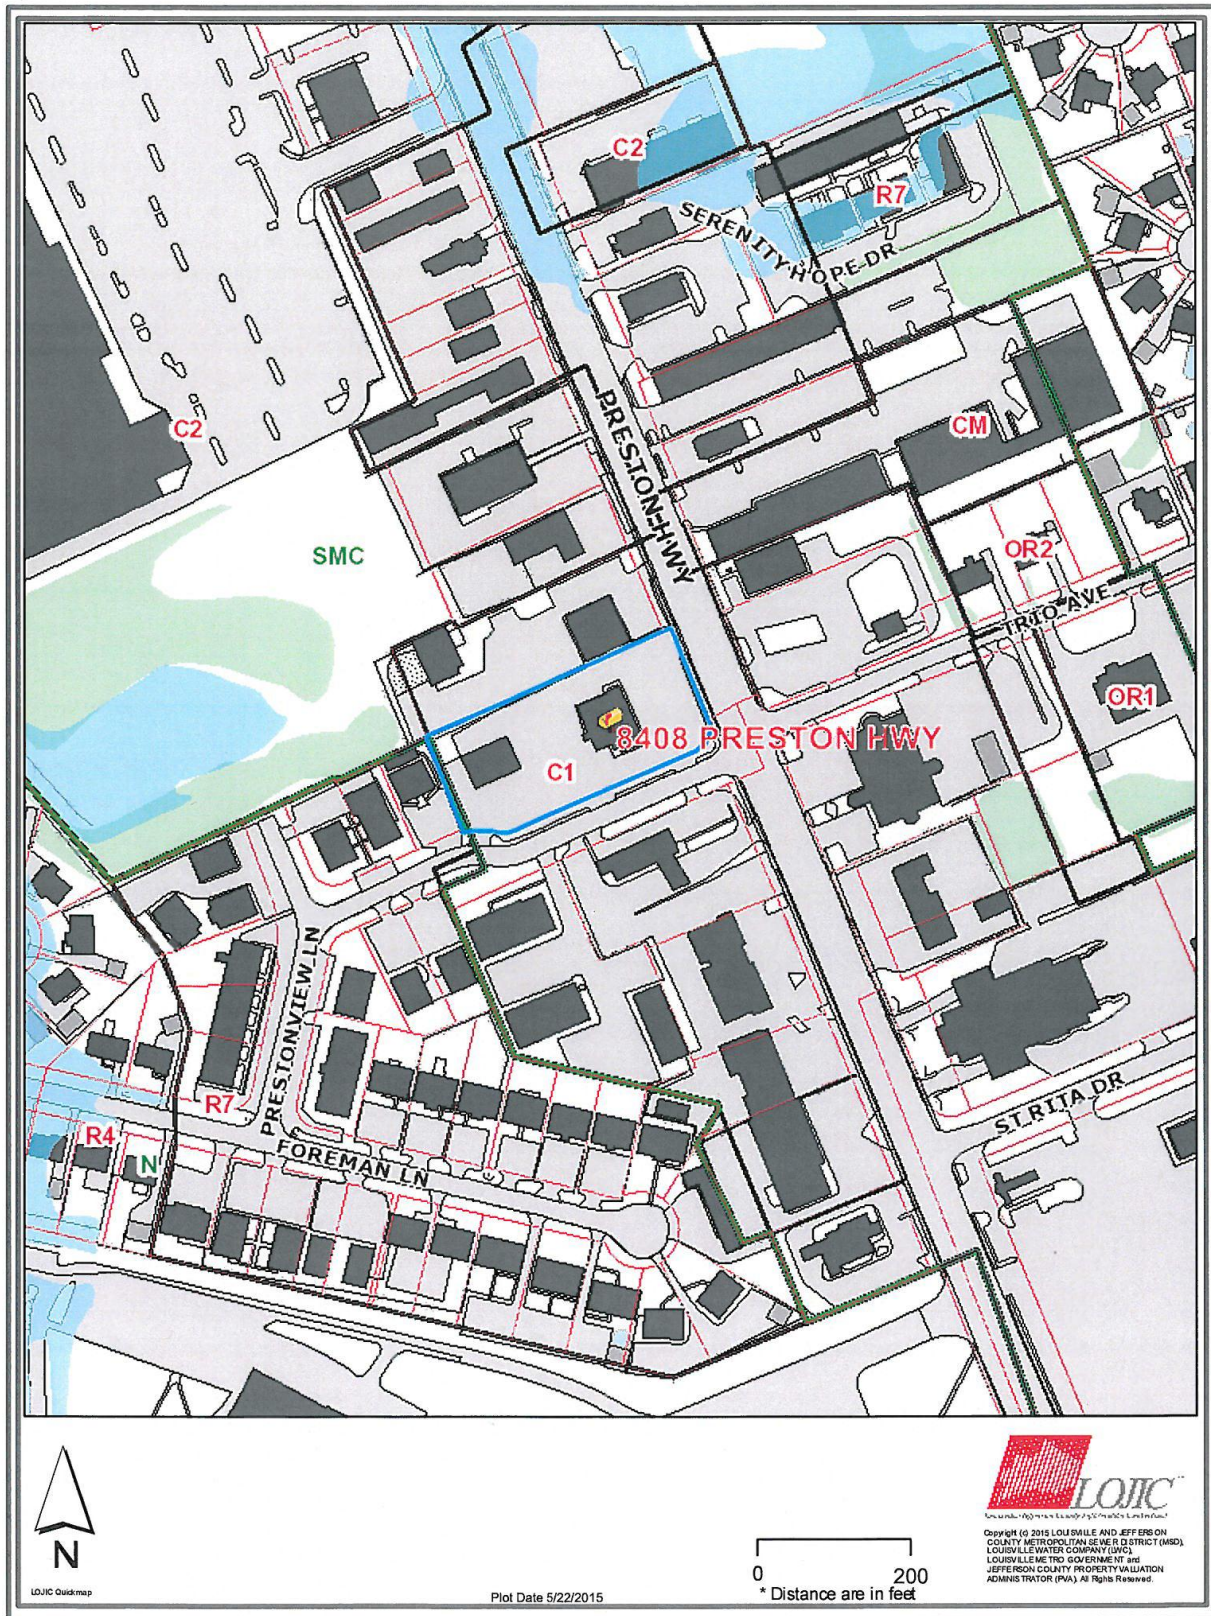 C2
R7
SERENITY HOPE DR
C2
PRESTON HWY
CM
SMC
OR2
TRIO AVE
OR1
8408 PRESTON HWY
C1
PRESTONVIEW LN
R7
ST RITA DR
R4
N
FOREMAN LN
LOJIC
N
0 200
* Distance are in feet
Copyright (c) 2015 LOUISVILLE AND JEFFERSON
COUNTY METROPOLITAN SEWER DISTRICT (MSD),
LOUISVILLE WATER COMPANY (LWC),
LOUISVILLE METRO GOVERNMENT and
JEFFERSON COUNTY PROPERTY VALUATION
ADMINISTRATOR (PVA) All Rights Reserved.
LOJIC Quickmap
Plot Date 5/22/2015